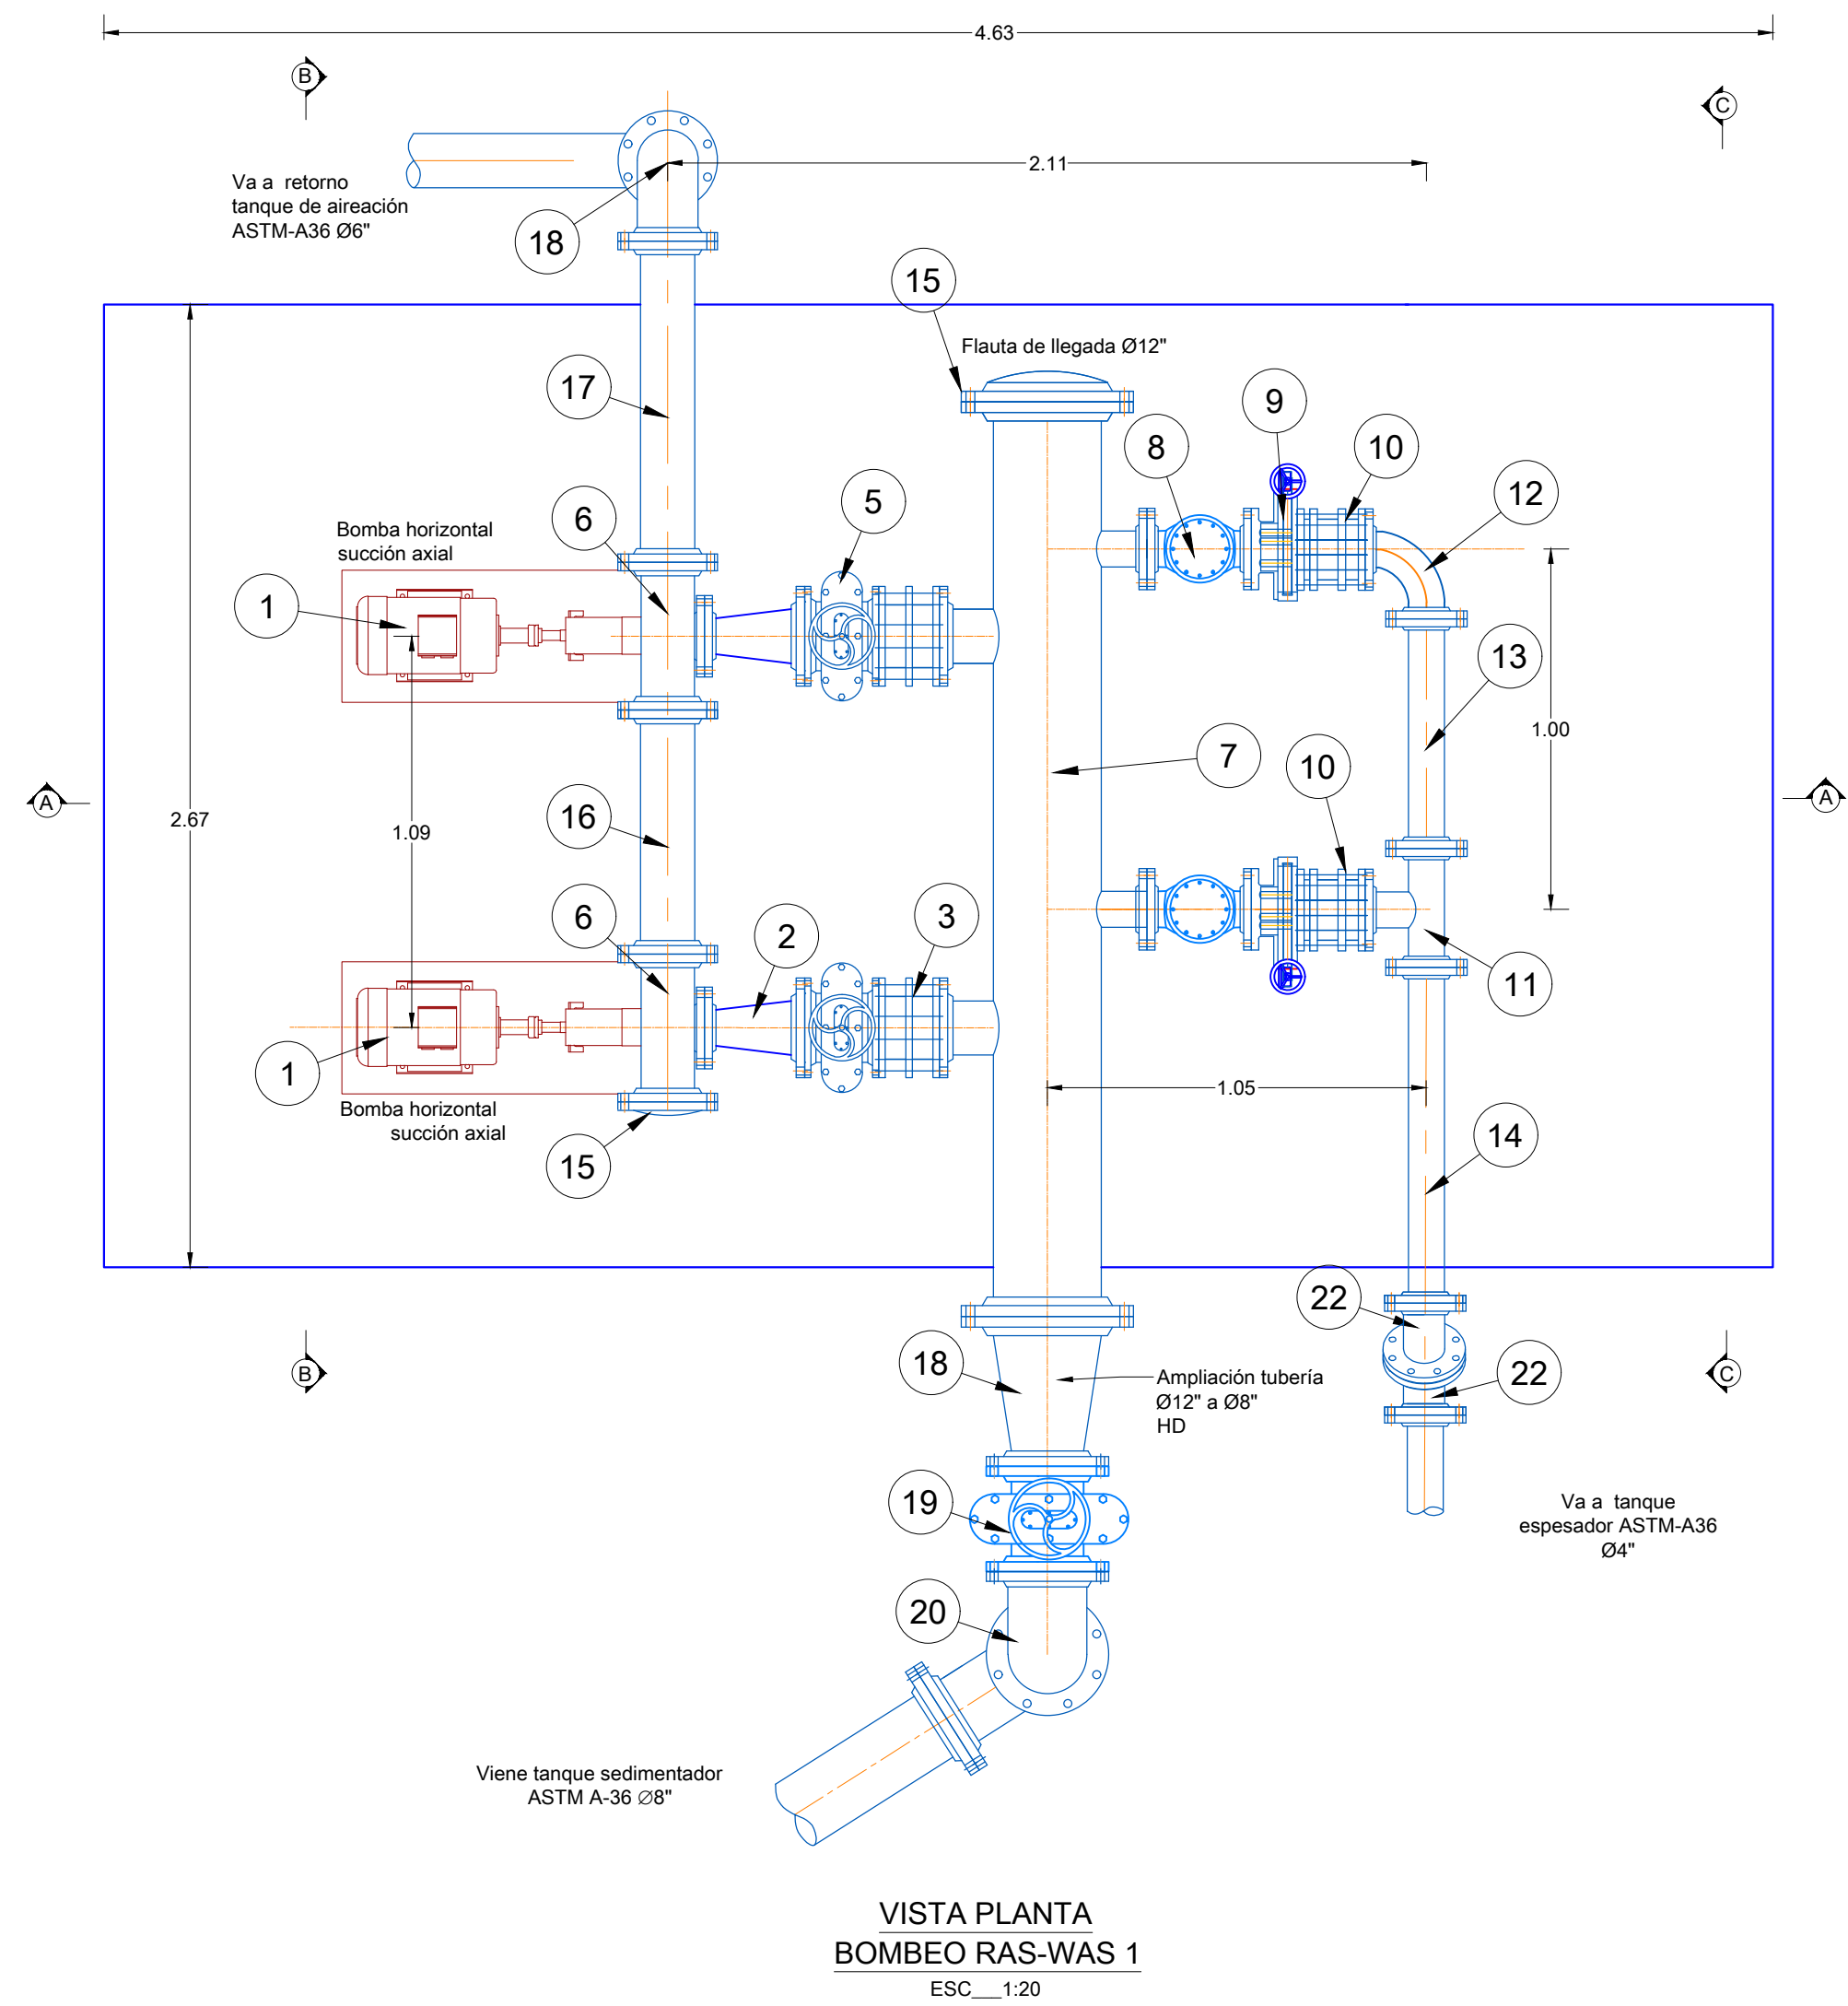 4.63
B
C
2.11
Va a retorno
tanque de aireación
ASTM-A36 Ø6"
18
15
Flauta de llegada Ø12"
17
9
8
10
12
5
6
Bomba horizontal
succión axial
1
13
1.00
7
10
A
2.67
1.09
16
A
6
2
3
11
1
1.05
Bomba horizontal
succión axial
14
15
22
B
18
Ampliación tubería
Ø12" a Ø8"
HD
22
C
19
Va a tanque
espesador ASTM-A36
Ø4"
20
Viene tanque sedimentador
ASTM A-36 ∅8"
VISTA PLANTA
BOMBEO RAS-WAS 1
ESC___1:20